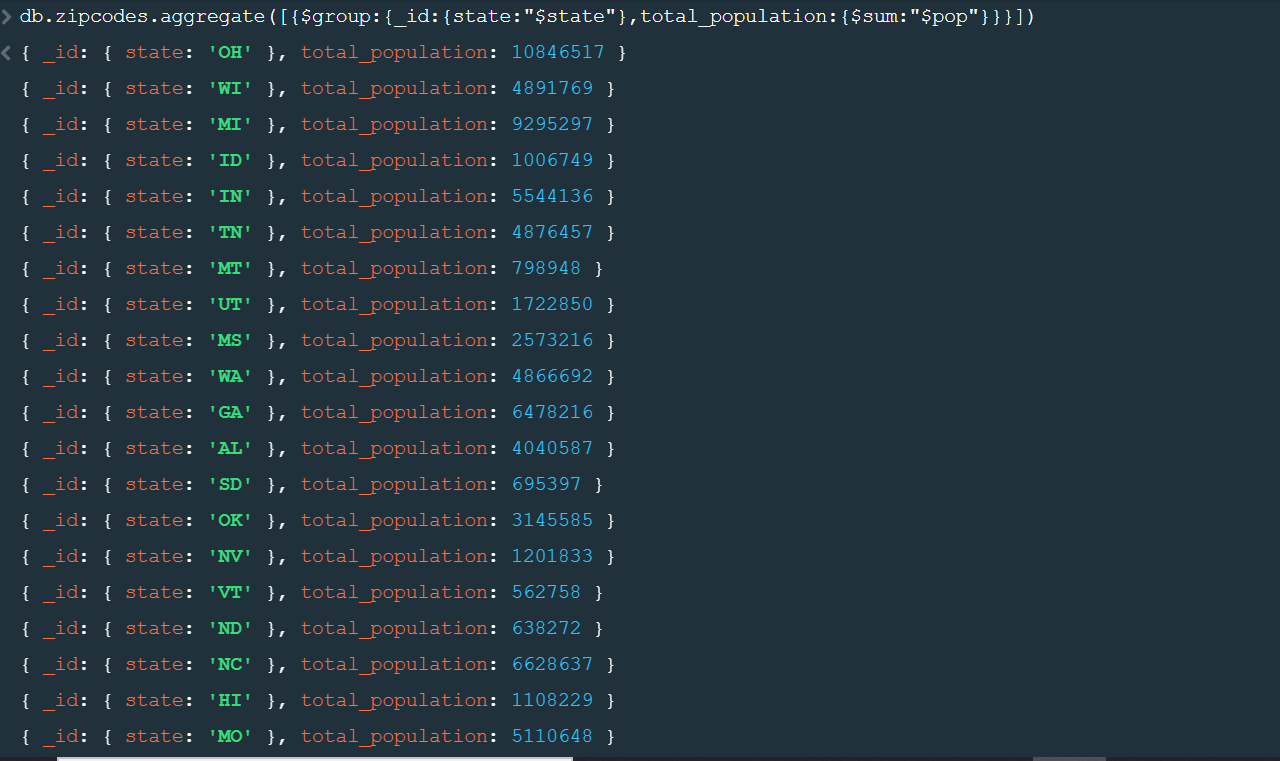 db.zipcodes.aggregate([{$group:{_id:{state:"$state"},total_population:{$sum:"$pop"}}}])
{ _id: { state: 'OH' }, total_population: 10846517 }
{ _id: { state: 'WI' }, total_population: 4891769 }
{ _id: { state: 'MI' }, total_population: 9295297 }
{ _id: { state: 'ID' }, total_population: 1006749 }
{ _id: { state: 'IN' }, total_population: 5544136 }
{ _id: { state: 'TN' }, total_population: 4876457 }
{ _id: { state: 'MT' }, total_population: 798948 }
{ _id: { state: 'UT' }, total_population: 1722850 }
{ _id: { state: 'MS' }, total_population: 2573216 }
{ _id: { state: 'WA' }, total_population: 4866692 }
{ _id: { state: 'GA' }, total_population: 6478216 }
{ _id: { state: 'AL' }, total_population: 4040587 }
{ _id: { state: 'SD' }, total_population: 695397 }
{ _id: { state: 'OK' }, total_population: 3145585 }
{ _id: { state: 'NV' }, total_population: 1201833 }
{ _id: { state: 'VT' }, total_population: 562758 }
{ _id: { state: 'ND' }, total_population: 638272 }
{ _id: { state: 'NC' }, total_population: 6628637 }
{ _id: { state: 'HI' }, total_population: 1108229 }
{ _id: { state: 'MO' }, total_population: 5110648 }